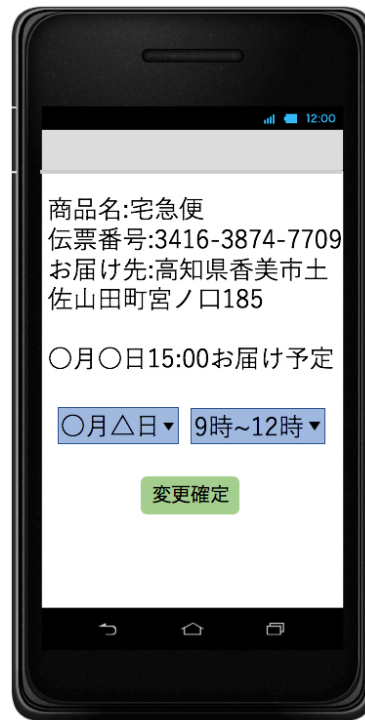 12:00
商品名:宅急便
伝票番号:3416-3874-7709
お届け先:高知県香美市土
佐山田町宮ノ口185
〇月〇日15:00お届け予定
〇月△日▼ 9時~12時▼
変更確定